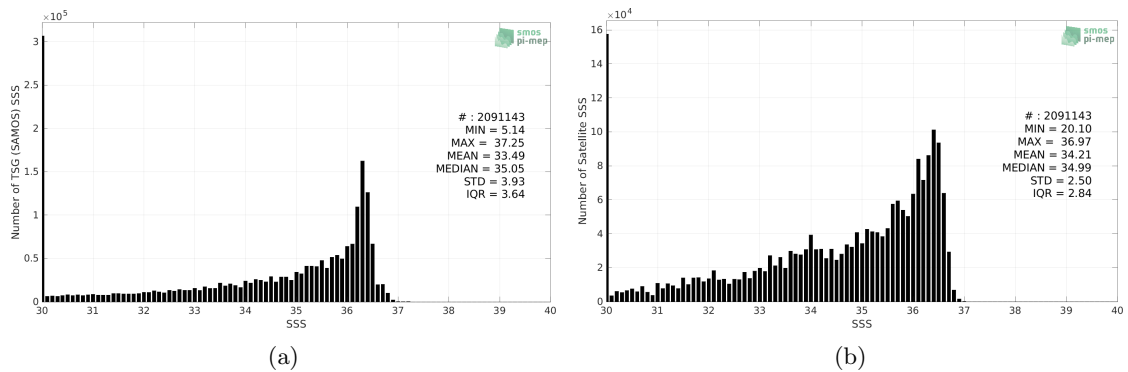 ×10⁵
Number of TSG (SAMOS) SSS
3
2.5
2
1.5
1
0.5
0
30 31 32 33 34 35 36 37 38 39 40
SSS
smos
pi-mep
# : 2091143
MIN = 5.14
MAX = 37.25
MEAN = 33.49
MEDIAN = 35.05
STD = 3.93
IQR = 3.64
(a)
×10⁴
Number of Satellite SSS
16
14
12
10
8
6
4
2
0
30 31 32 33 34 35 36 37 38 39 40
SSS
smos
pi-mep
# : 2091143
MIN = 20.10
MAX = 36.97
MEAN = 34.21
MEDIAN = 34.99
STD = 2.50
IQR = 2.84
(b)